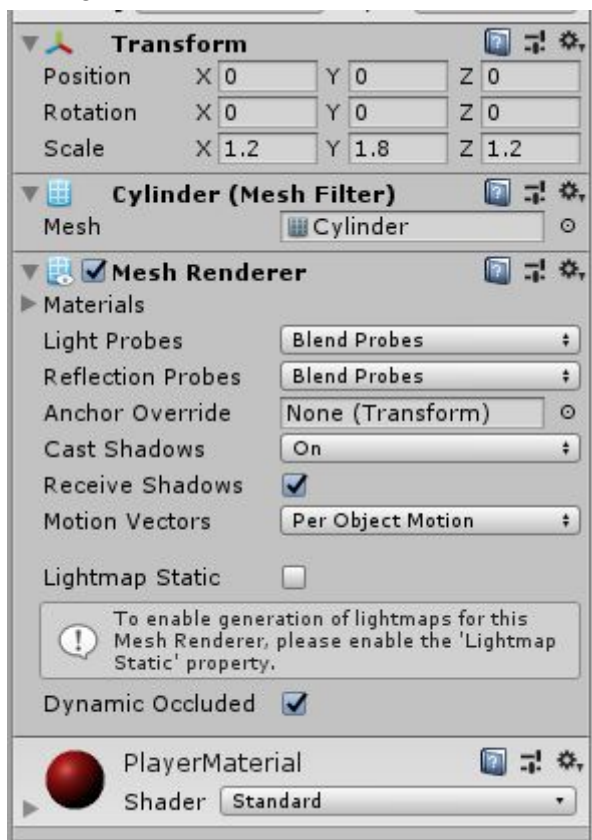 Transform
Position X 0 Y 0 Z 0
Rotation X 0 Y 0 Z 0
Scale X 1.2 Y 1.8 Z 1.2
Cylinder (Mesh Filter)
Mesh Cylinder
Mesh Renderer
Materials
Light Probes Blend Probes
Reflection Probes Blend Probes
Anchor Override None (Transform)
Cast Shadows On
Receive Shadows
Motion Vectors Per Object Motion
Lightmap Static
To enable generation of lightmaps for this
Mesh Renderer, please enable the 'Lightmap
Static' property.
Dynamic Occluded
PlayerMaterial
Shader Standard